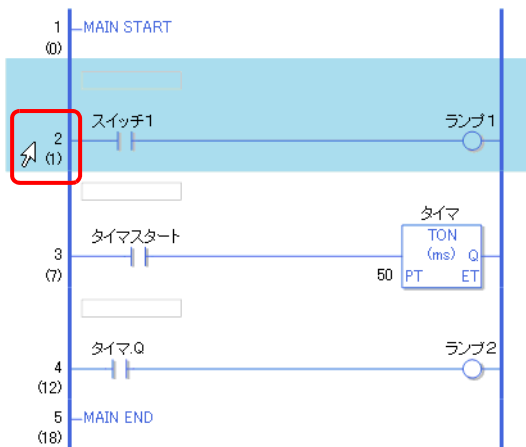 1 MAIN START
(0)
スイッチ1 ランプ1
2
(1)
タイマ
タイマスタート TON
3 (ms) Q
(7) 50 PT ET
タイマ.Q ランプ2
4
(12)
5 MAIN END
(18)